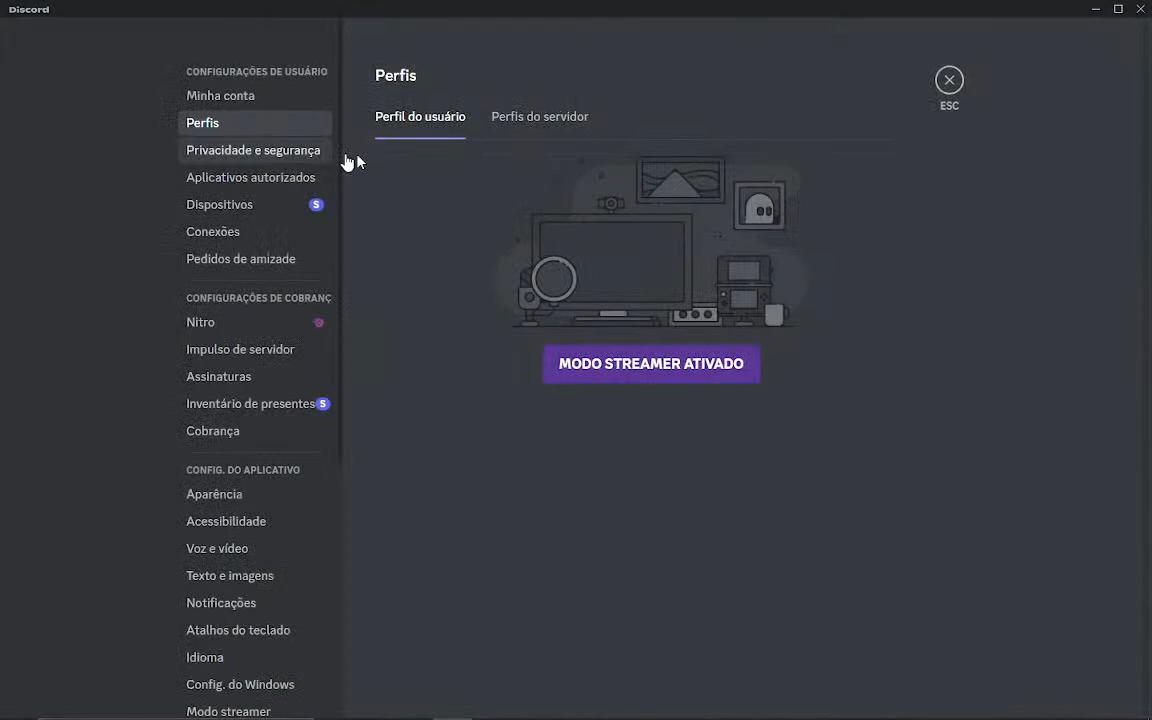 Discord
CONFIGURAÇÕES DE USUÁRIO
Minha conta
Perfis
Privacidade e segurança
Aplicativos autorizados
Dispositivos S
Conexões
Pedidos de amizade
CONFIGURAÇÕES DE COBRANÇ
Nitro
Impulso de servidor
Assinaturas
Inventário de presentes S
Cobrança
CONFIG. DO APLICATIVO
Aparência
Acessibilidade
Voz e vídeo
Texto e imagens
Notificações
Atalhos do teclado
Idioma
Config. do Windows
Modo streamer
Perfis
Perfil do usuário Perfis do servidor
ESC
MODO STREAMER ATIVADO